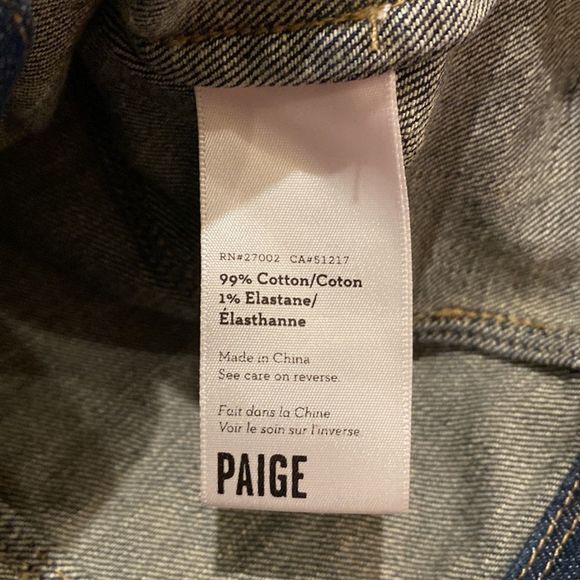 RN#27002 CA#51217
99% Cotton/Coton
1% Elastane/
Élasthanne
Made in China
See care on reverse.
Fait dans la Chine
Voir le soin sur l'inverse.
PAIGE